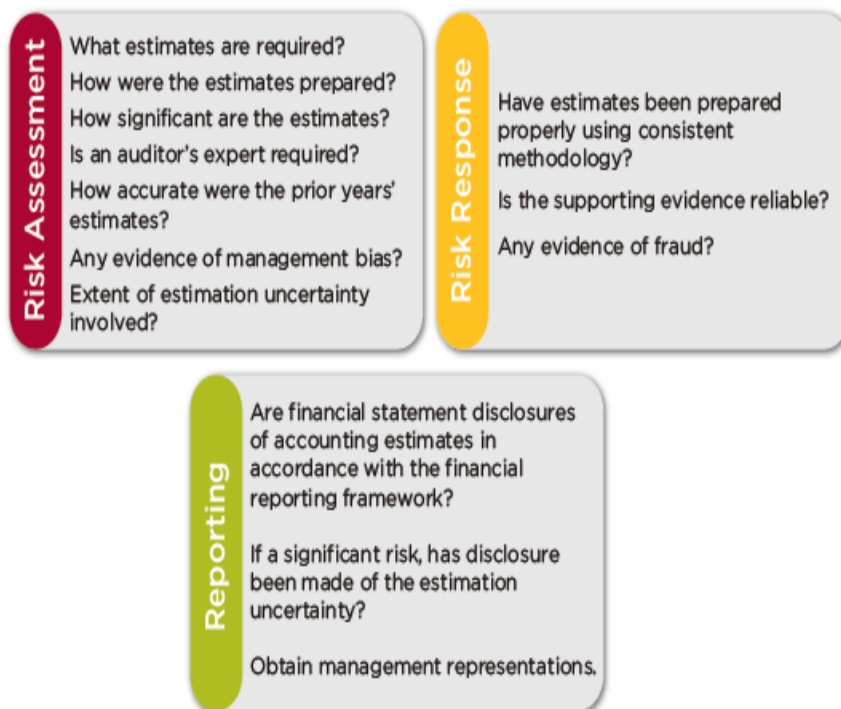 Risk Assessment
What estimates are required?
How were the estimates prepared?
How significant are the estimates?
Is an auditor's expert required?
How accurate were the prior years'
estimates?
Any evidence of management bias?
Extent of estimation uncertainty
involved?
Risk Response
Have estimates been prepared
properly using consistent
methodology?
Is the supporting evidence reliable?
Any evidence of fraud?
Reporting
Are financial statement disclosures
of accounting estimates in
accordance with the financial
reporting framework?
If a significant risk, has disclosure
been made of the estimation
uncertainty?
Obtain management representations.